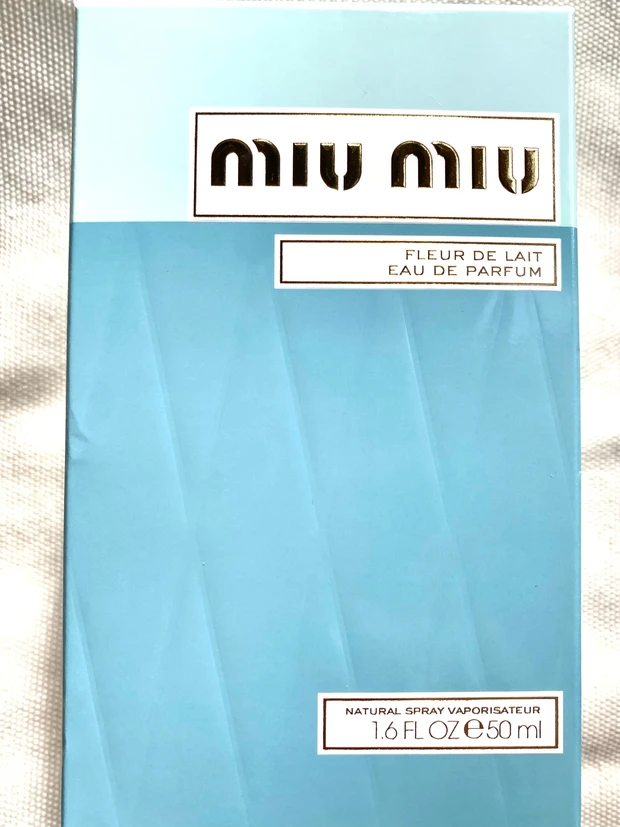 miu miu
FLEUR DE LAIT
EAU DE PARFUM
NATURAL SPRAY VAPORISATEUR
1.6 FL OZ ℮ 50 ml